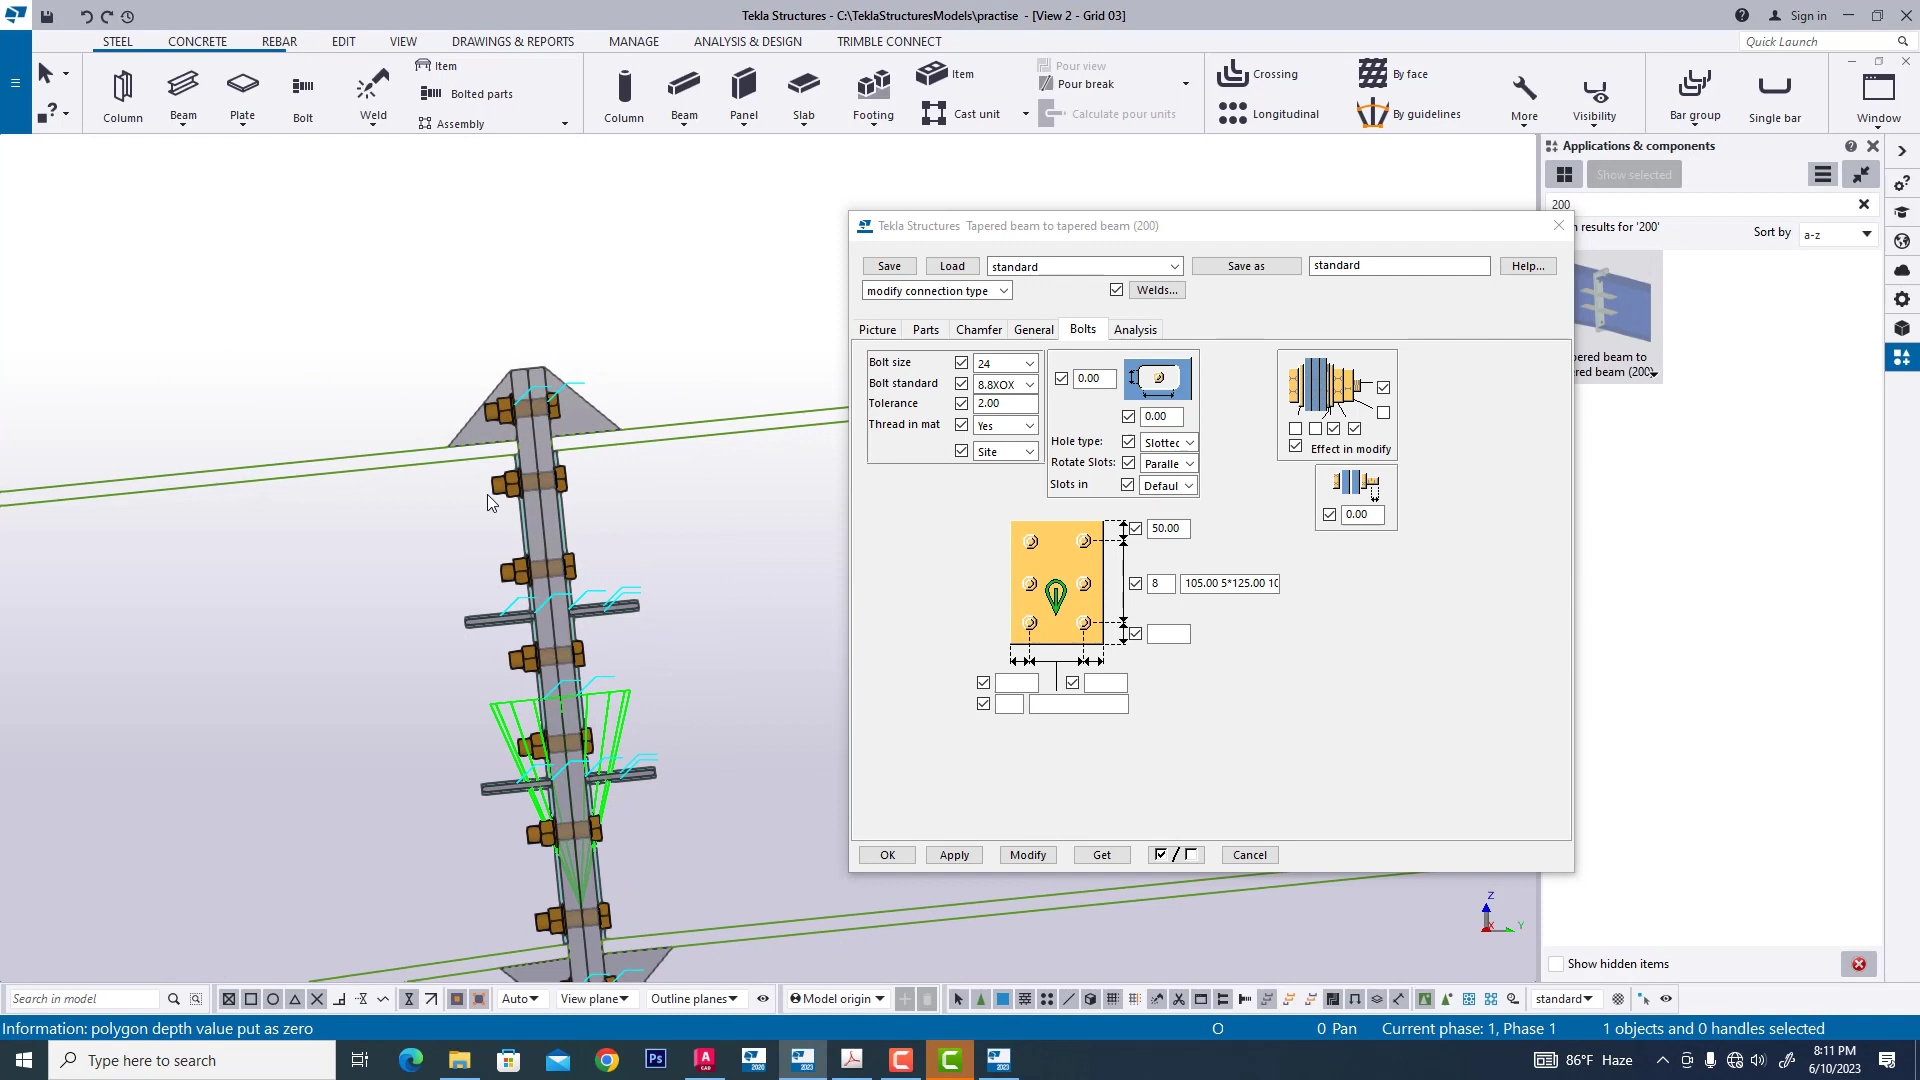 Tekla Structures - C:\TeklaStructuresModels\practise - [View 2 - Grid 03]
Sign in
STEEL CONCRETE REBAR EDIT VIEW DRAWINGS & REPORTS MANAGE ANALYSIS & DESIGN TRIMBLE CONNECT
Quick Launch
Item
Bolted parts
Assembly
Column Beam Plate Bolt Weld
Column Beam Panel Slab Footing
Item
Cast unit
Pour view
Pour break
Calculate pour units
Crossing
Longitudinal
By face
By guidelines
More Visibility Bar group Single bar Window
Applications & components
Show selected
200
n results for '200'
Sort by a-z
pered beam to
ered beam (200)
Show hidden items
Tekla Structures Tapered beam to tapered beam (200)
Save Load standard Save as standard Help...
modify connection type Welds...
Picture Parts Chamfer General Bolts Analysis
Bolt size 24
Bolt standard 8.8XOX
Tolerance 2.00
Thread in mat Yes
Site
0.00
0.00
Hole type: Slottec
Rotate Slots: Paralle
Slots in Defaul
Effect in modify
0.00
50.00
8 105.00 5*125.00 10
OK Apply Modify Get / Cancel
Z
Y
X
Search in model
Auto View plane Outline planes Model origin standard
Information: polygon depth value put as zero
O 0 Pan Current phase: 1, Phase 1 1 objects and 0 handles selected
Type here to search
86°F Haze
8:11 PM
6/10/2023